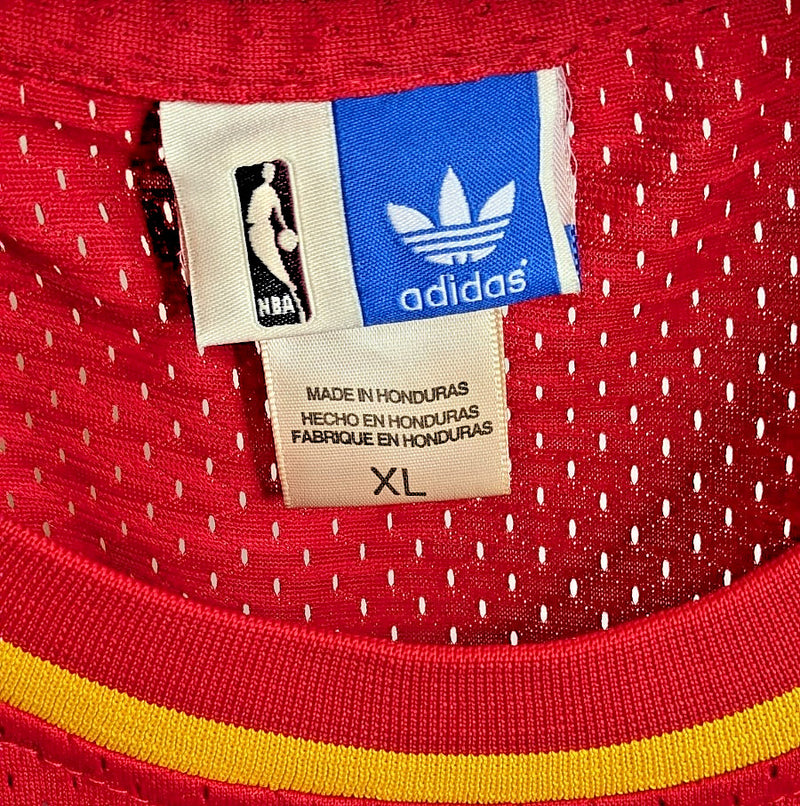 NBA
adidas
MADE IN HONDURAS
HECHO EN HONDURAS
FABRIQUE EN HONDURAS
XL